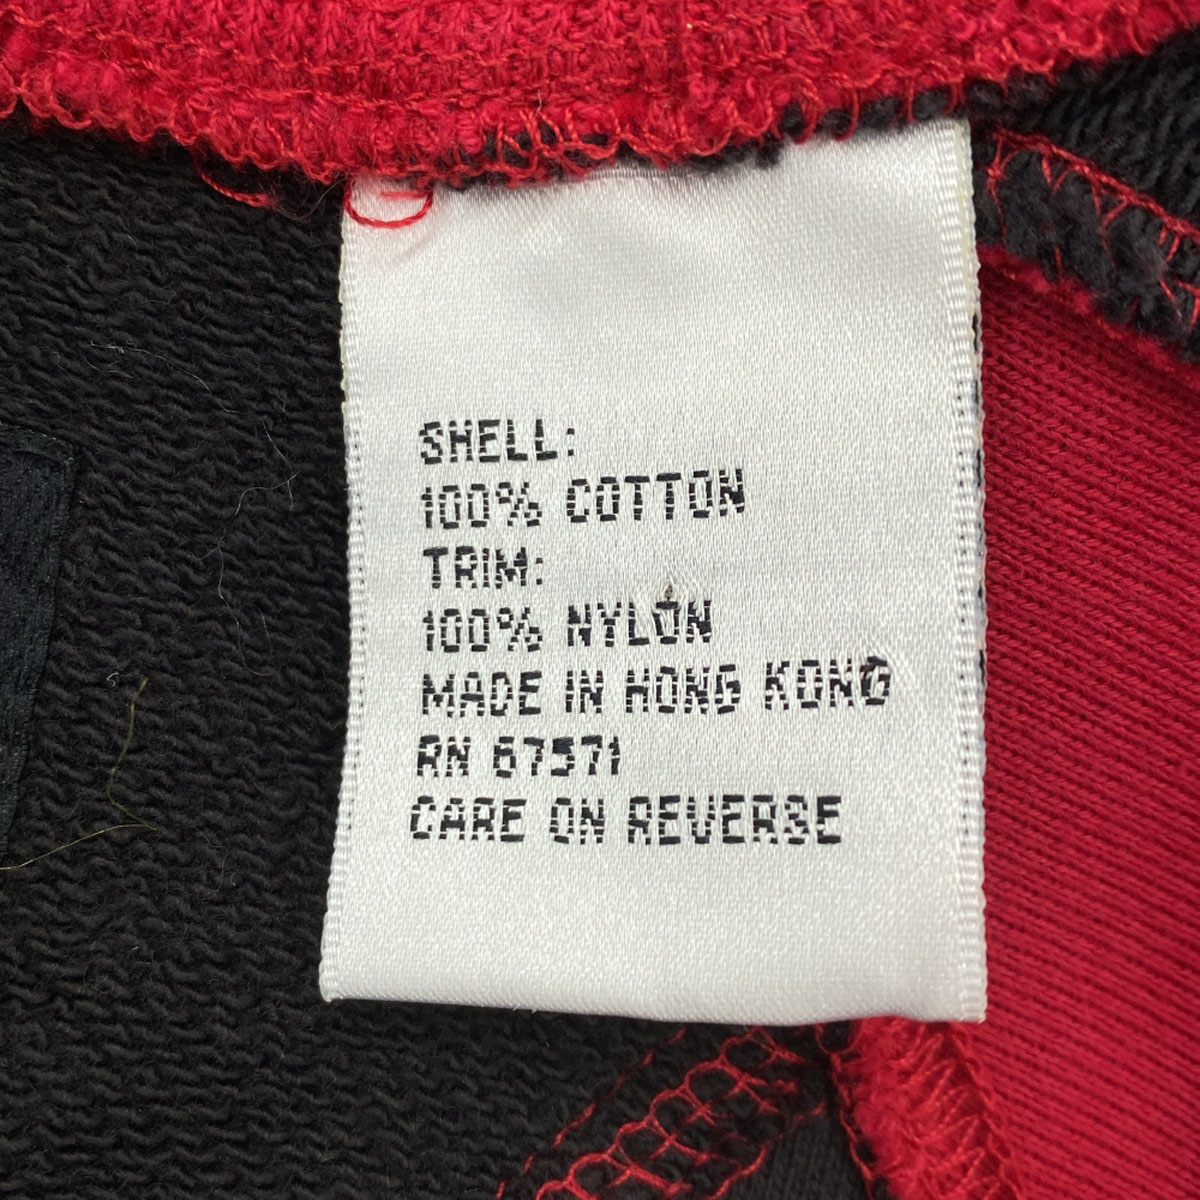 SHELL:
100% COTTON
TRIM:
100% NYLON
MADE IN HONG KONG
RN 67571
CARE ON REVERSE